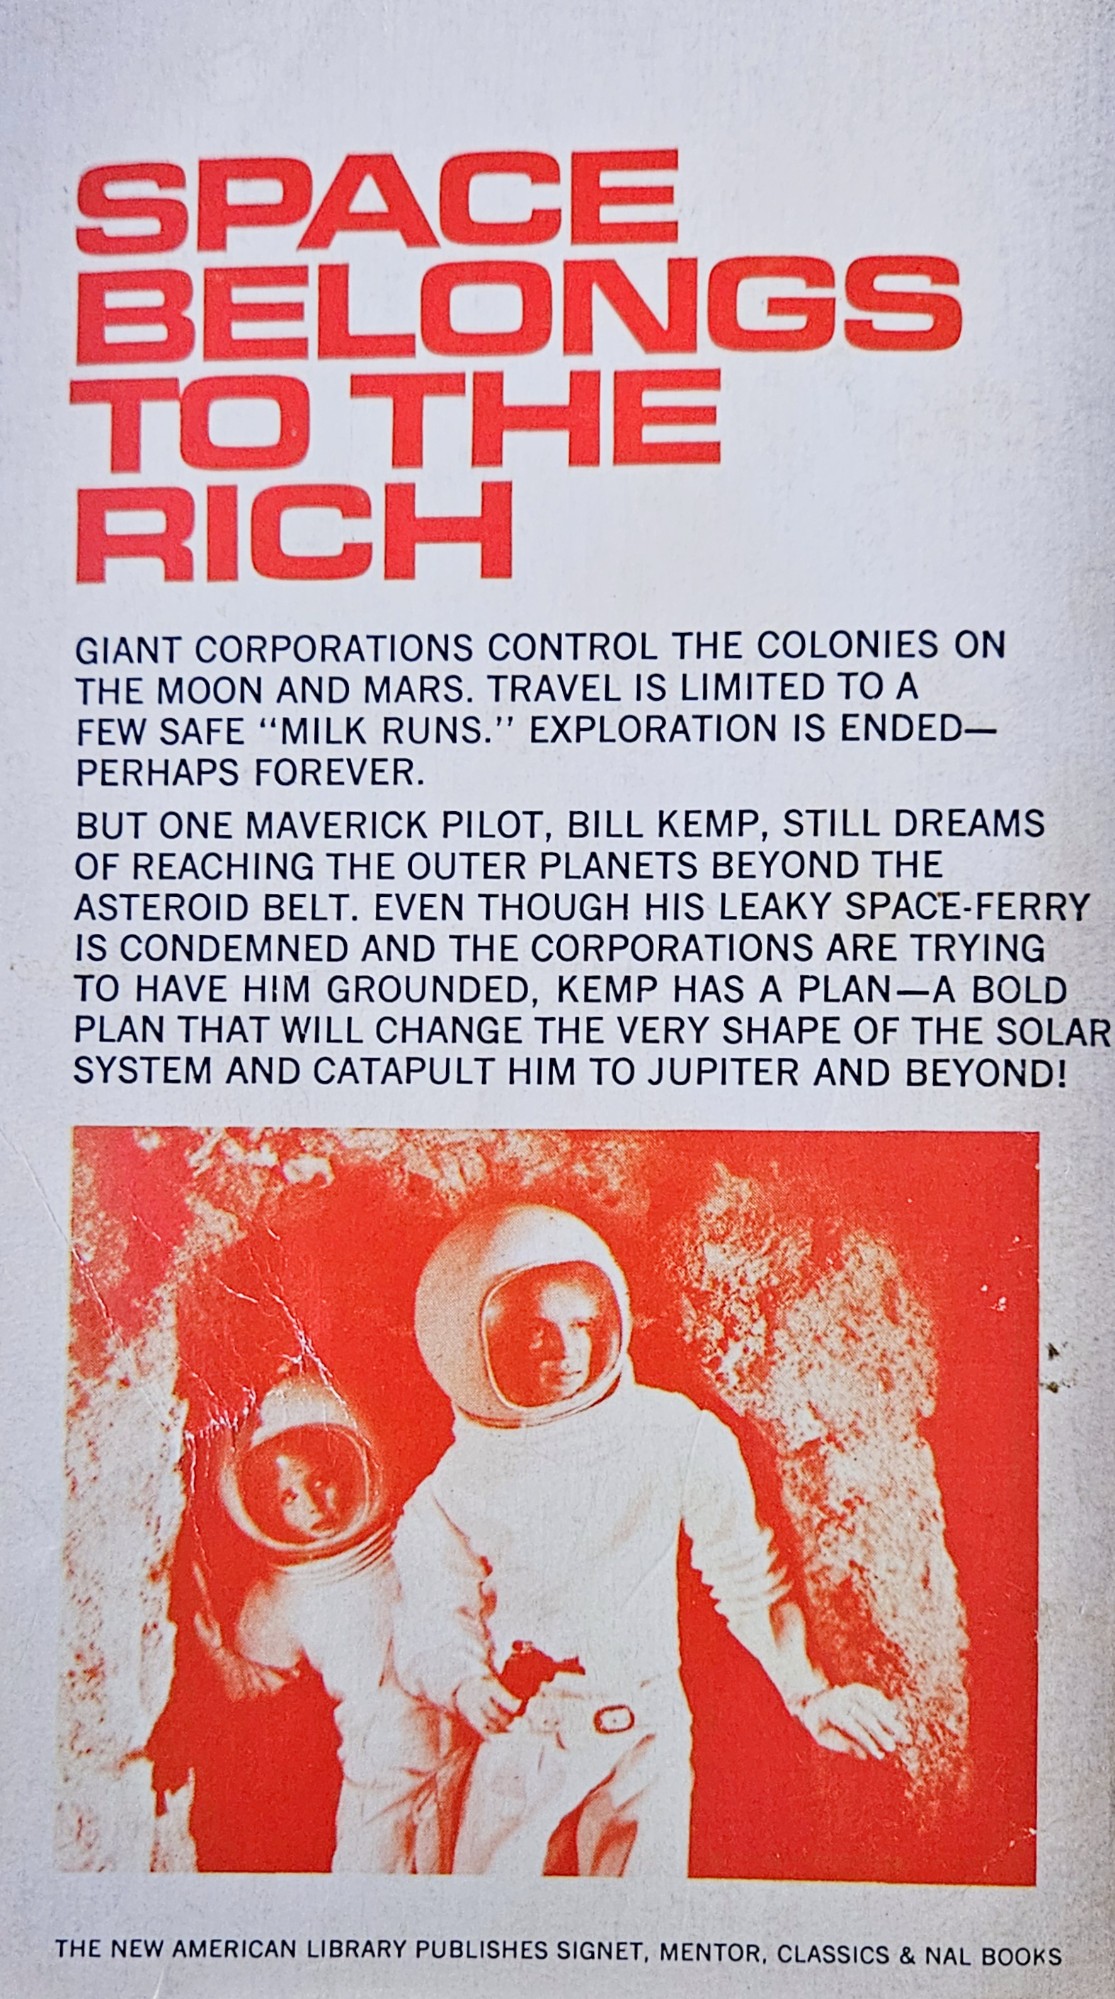 SPACE
BELONGS
TO THE
RICH
GIANT CORPORATIONS CONTROL THE COLONIES ON
THE MOON AND MARS. TRAVEL IS LIMITED TO A
FEW SAFE “MILK RUNS.” EXPLORATION IS ENDED—
PERHAPS FOREVER.
BUT ONE MAVERICK PILOT, BILL KEMP, STILL DREAMS
OF REACHING THE OUTER PLANETS BEYOND THE
ASTEROID BELT. EVEN THOUGH HIS LEAKY SPACE-FERRY
IS CONDEMNED AND THE CORPORATIONS ARE TRYING
TO HAVE HIM GROUNDED, KEMP HAS A PLAN—A BOLD
PLAN THAT WILL CHANGE THE VERY SHAPE OF THE SOLAR
SYSTEM AND CATAPULT HIM TO JUPITER AND BEYOND!
THE NEW AMERICAN LIBRARY PUBLISHES SIGNET, MENTOR, CLASSICS & NAL BOOKS